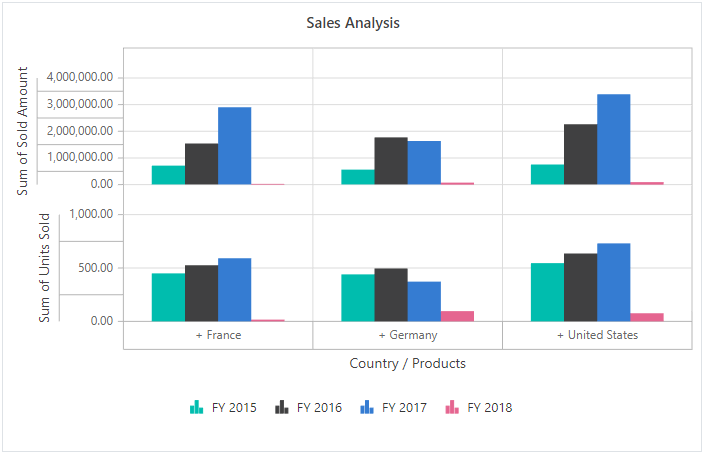 Sales Analysis
Sum of Sold Amount
4,000,000.00
3,000,000.00
2,000,000.00
1,000,000.00
0.00
Sum of Units Sold
1,000.00
500.00
0.00
+ France
+ Germany
+ United States
Country / Products
FY 2015
FY 2016
FY 2017
FY 2018